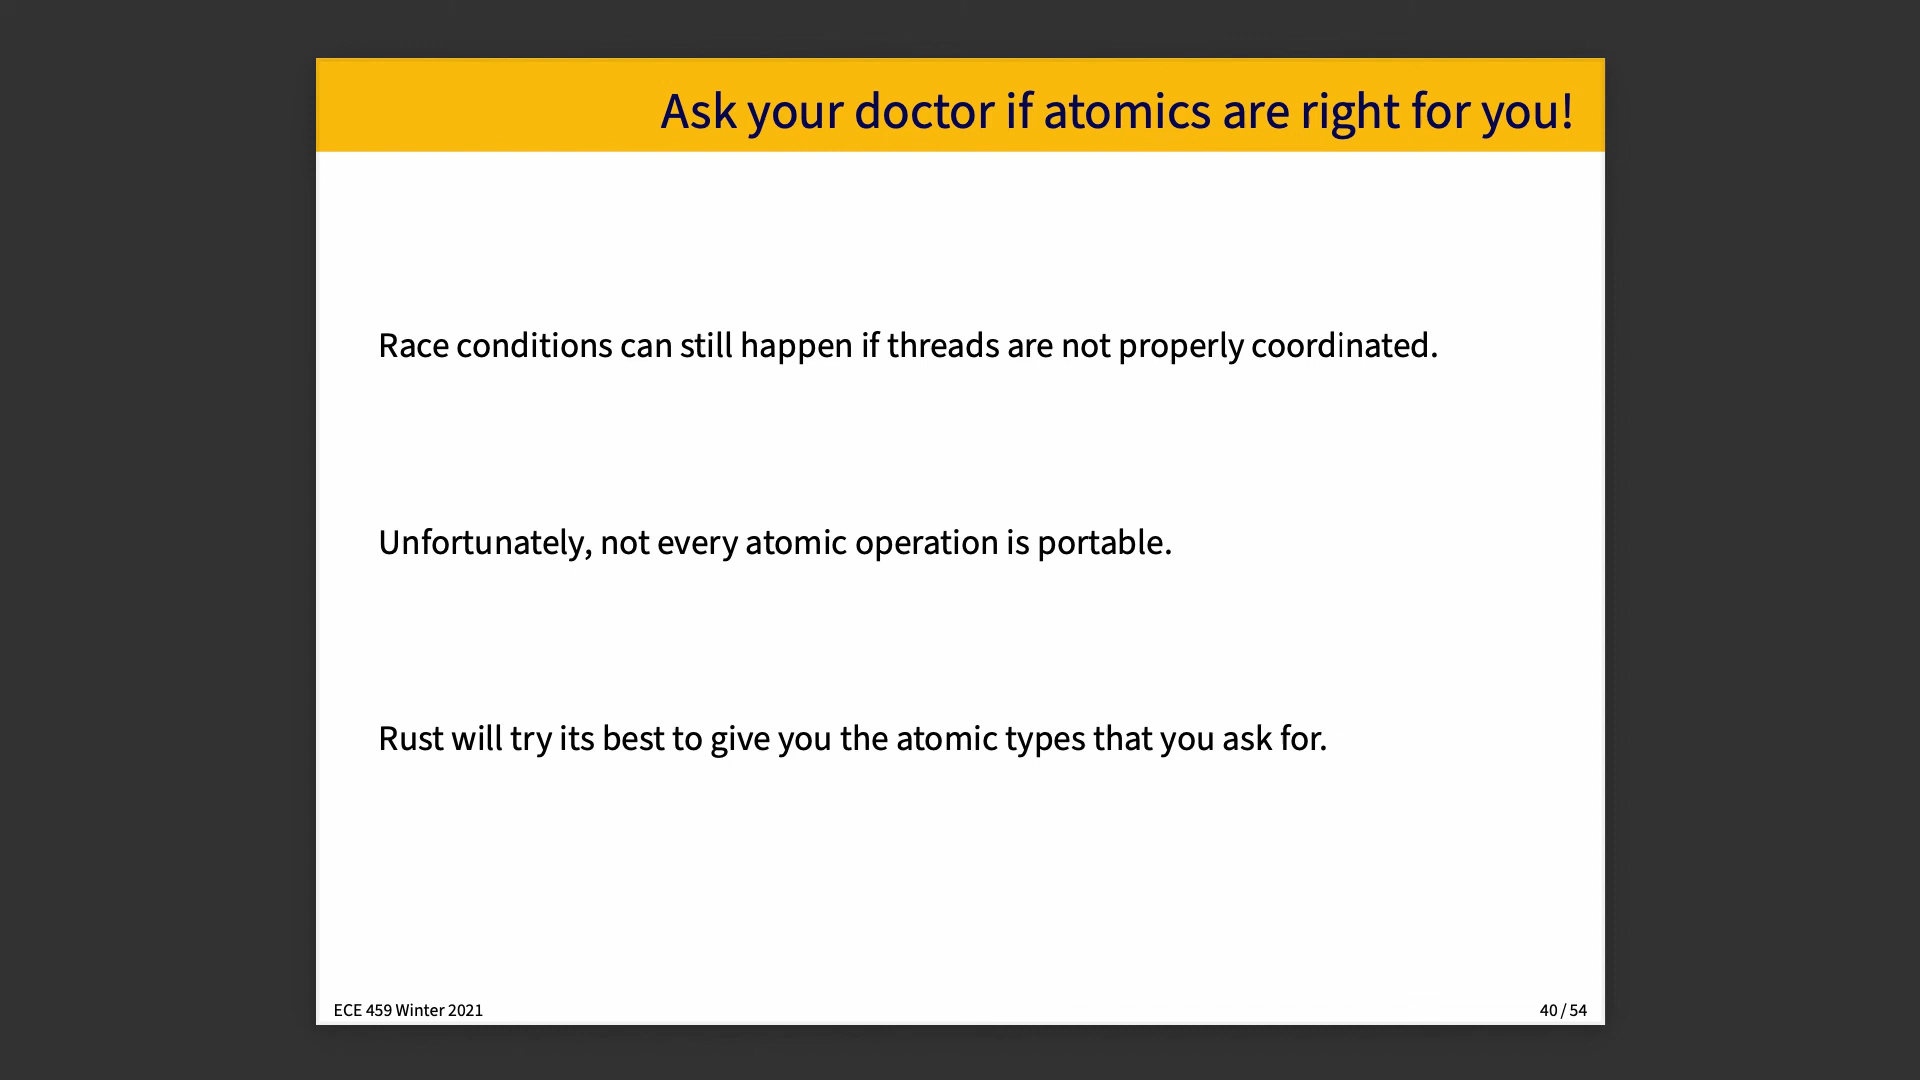 Ask your doctor if atomics are right for you!
Race conditions can still happen if threads are not properly coordinated.
Unfortunately, not every atomic operation is portable.
Rust will try its best to give you the atomic types that you ask for.
ECE 459 Winter 2021
40 / 54